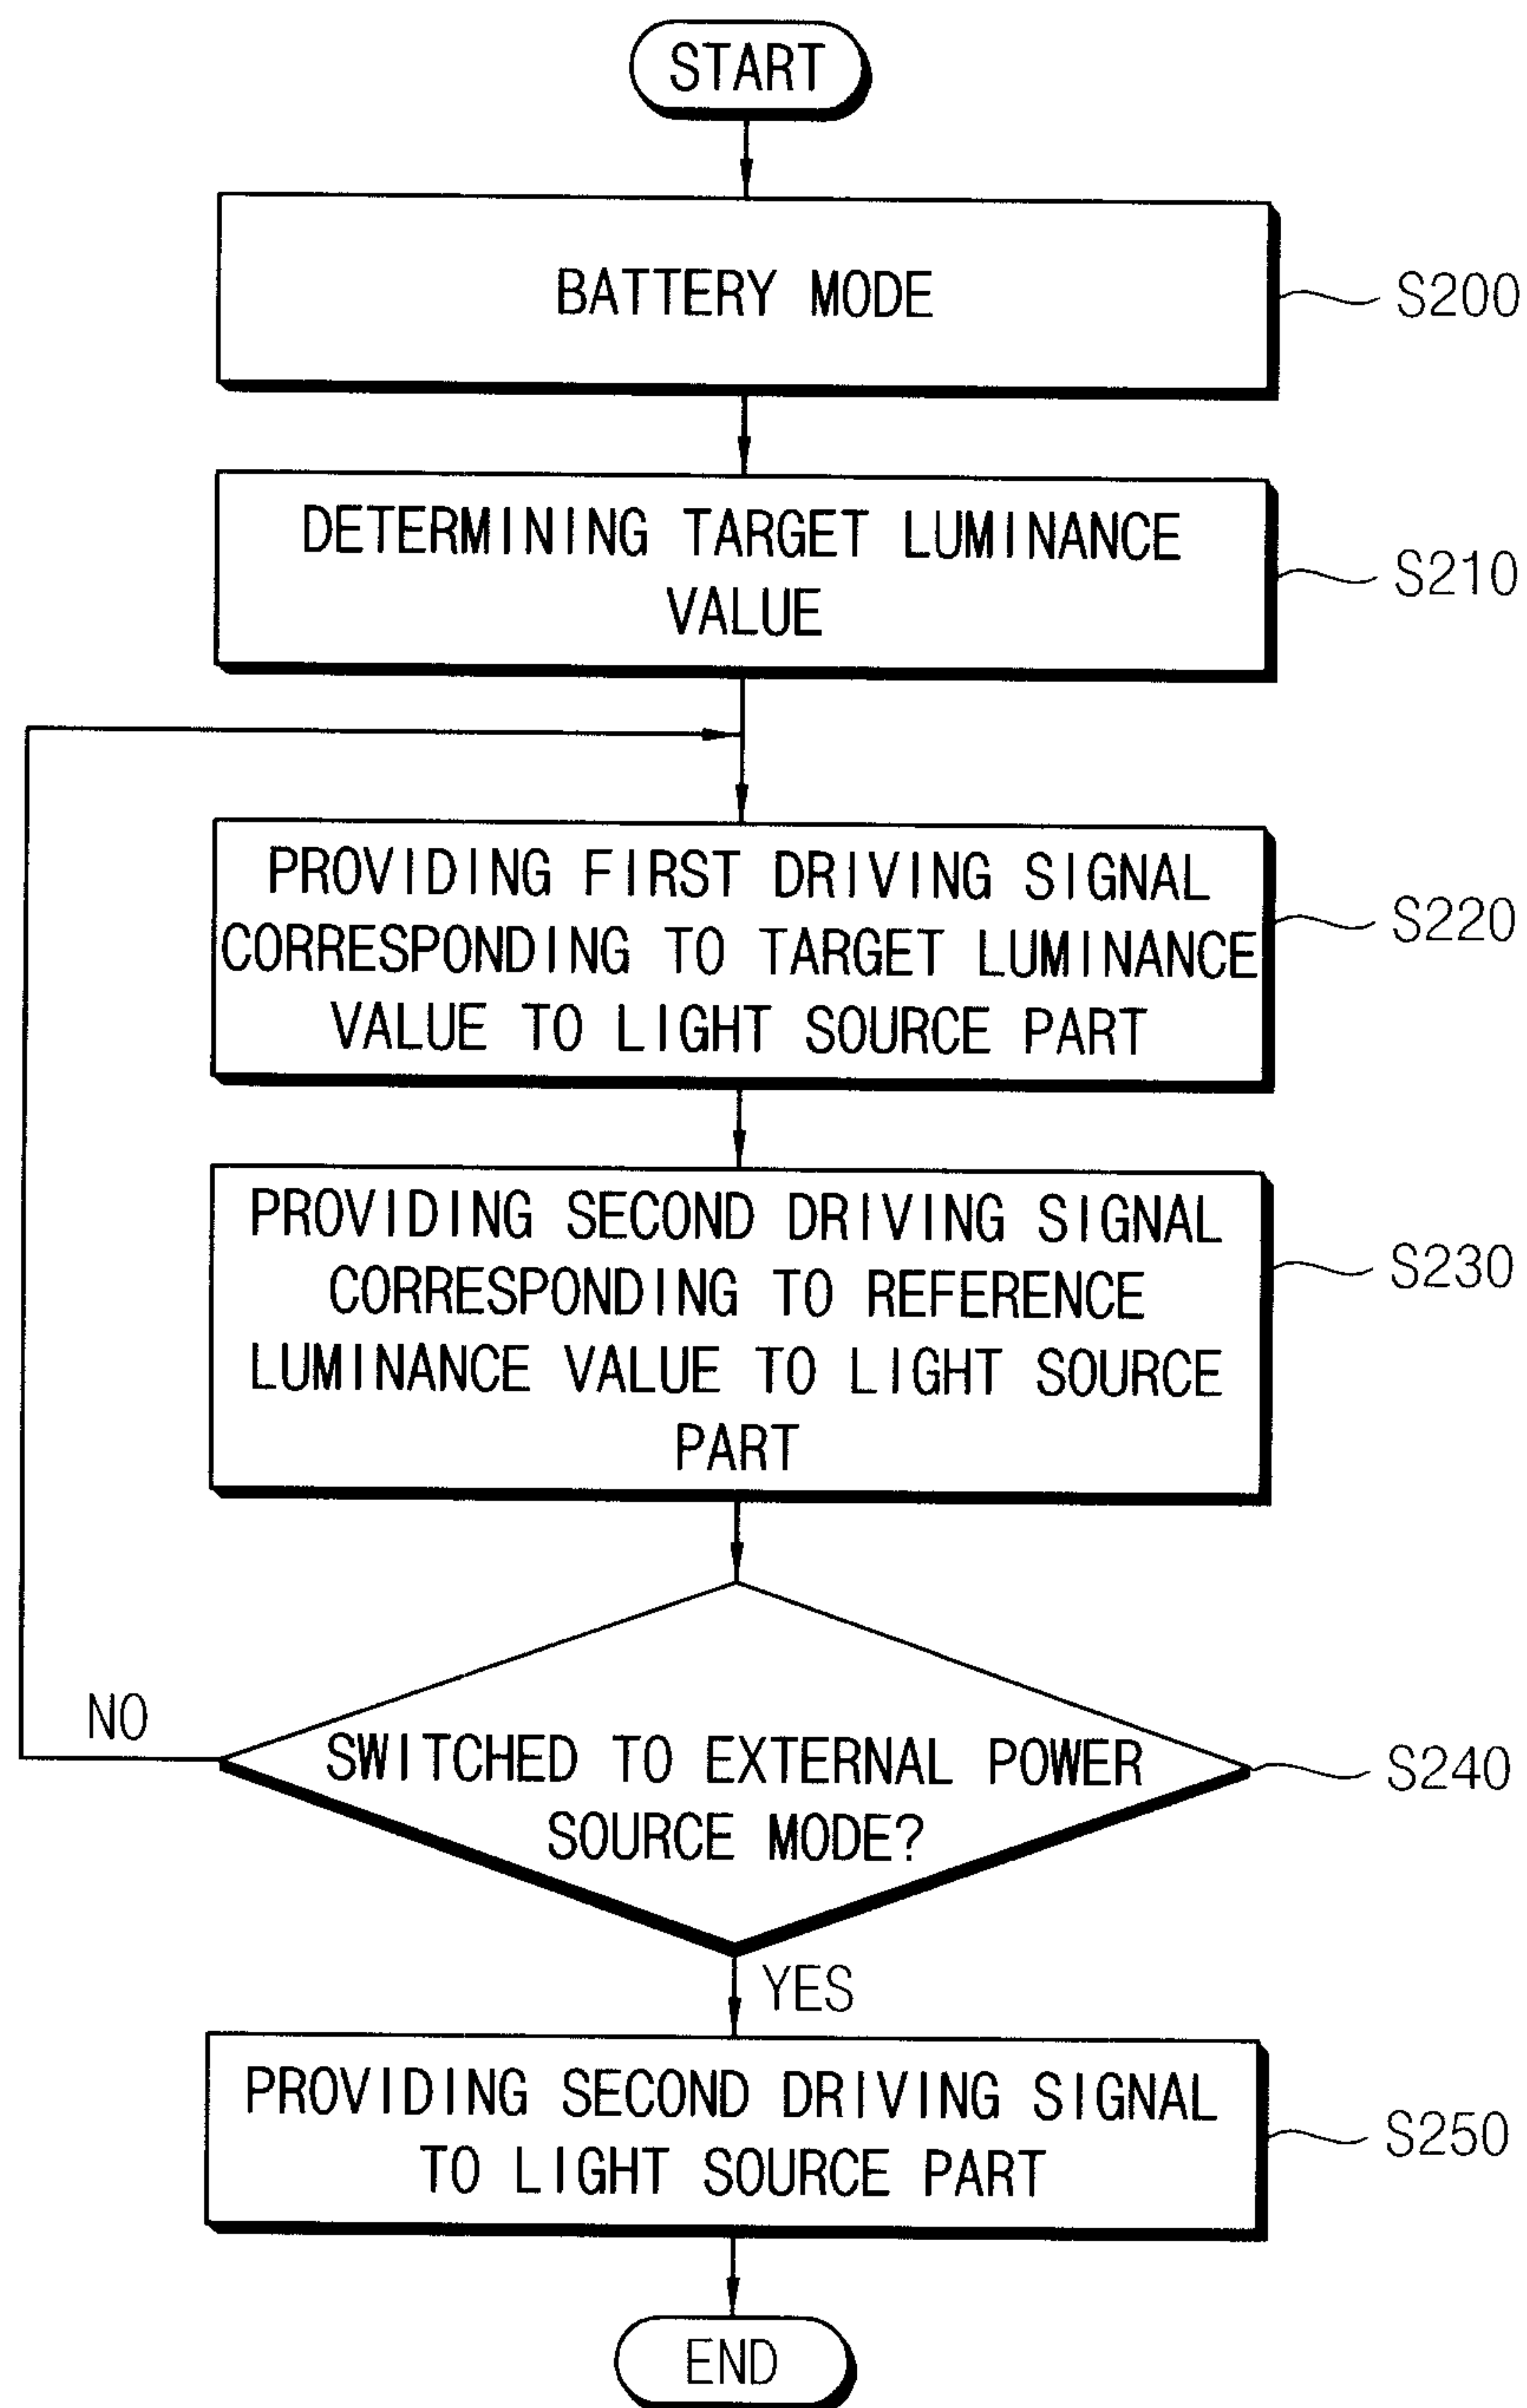 START
BATTERY MODE
S200
DETERMINING TARGET LUMINANCE
VALUE
S210
PROVIDING FIRST DRIVING SIGNAL
CORRESPONDING TO TARGET LUMINANCE
VALUE TO LIGHT SOURCE PART
S220
PROVIDING SECOND DRIVING SIGNAL
CORRESPONDING TO REFERENCE
LUMINANCE VALUE TO LIGHT SOURCE
PART
S230
NO
SWITCHED TO EXTERNAL POWER
SOURCE MODE?
S240
YES
PROVIDING SECOND DRIVING SIGNAL
TO LIGHT SOURCE PART
S250
END